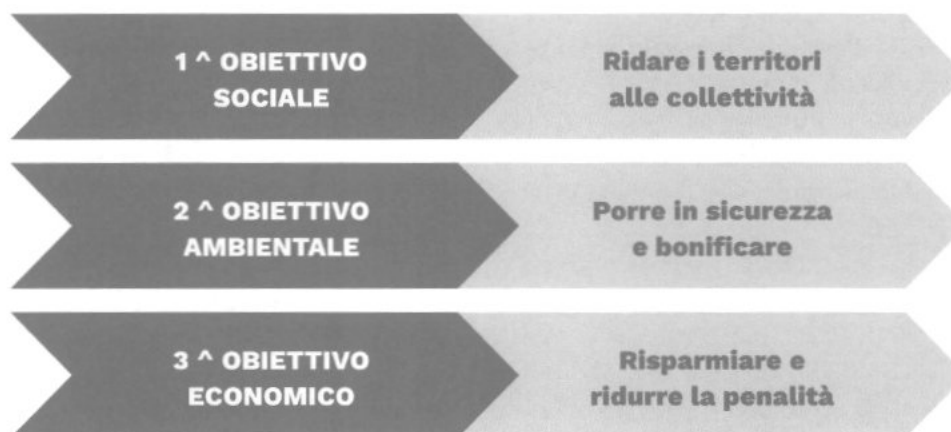 1 ^ OBIETTIVO
SOCIALE
Ridare i territori
alle collettività
2 ^ OBIETTIVO
AMBIENTALE
Porre in sicurezza
e bonificare
3 ^ OBIETTIVO
ECONOMICO
Risparmiare e
ridurre la penalità